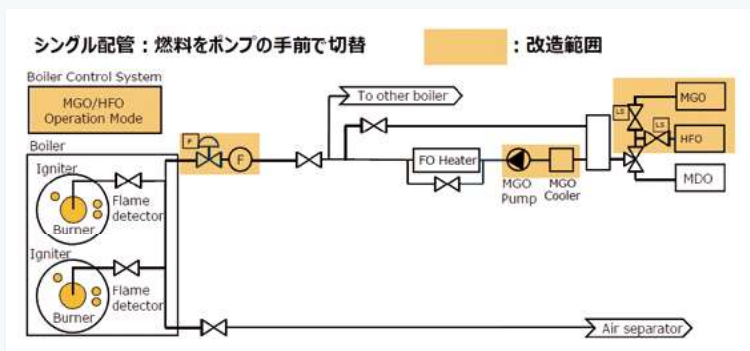 シングル配管：燃料をポンプの手前で切替
：改造範囲
Boiler Control System
MGO/HFO
Operation Mode
Boiler
Igniter
Flame
detector
Burner
Igniter
Flame
detector
Burner
P
F
To other boiler
FO Heater
MGO
Pump
MGO
Cooler
LS
MGO
LS
HFO
MDO
Air separator